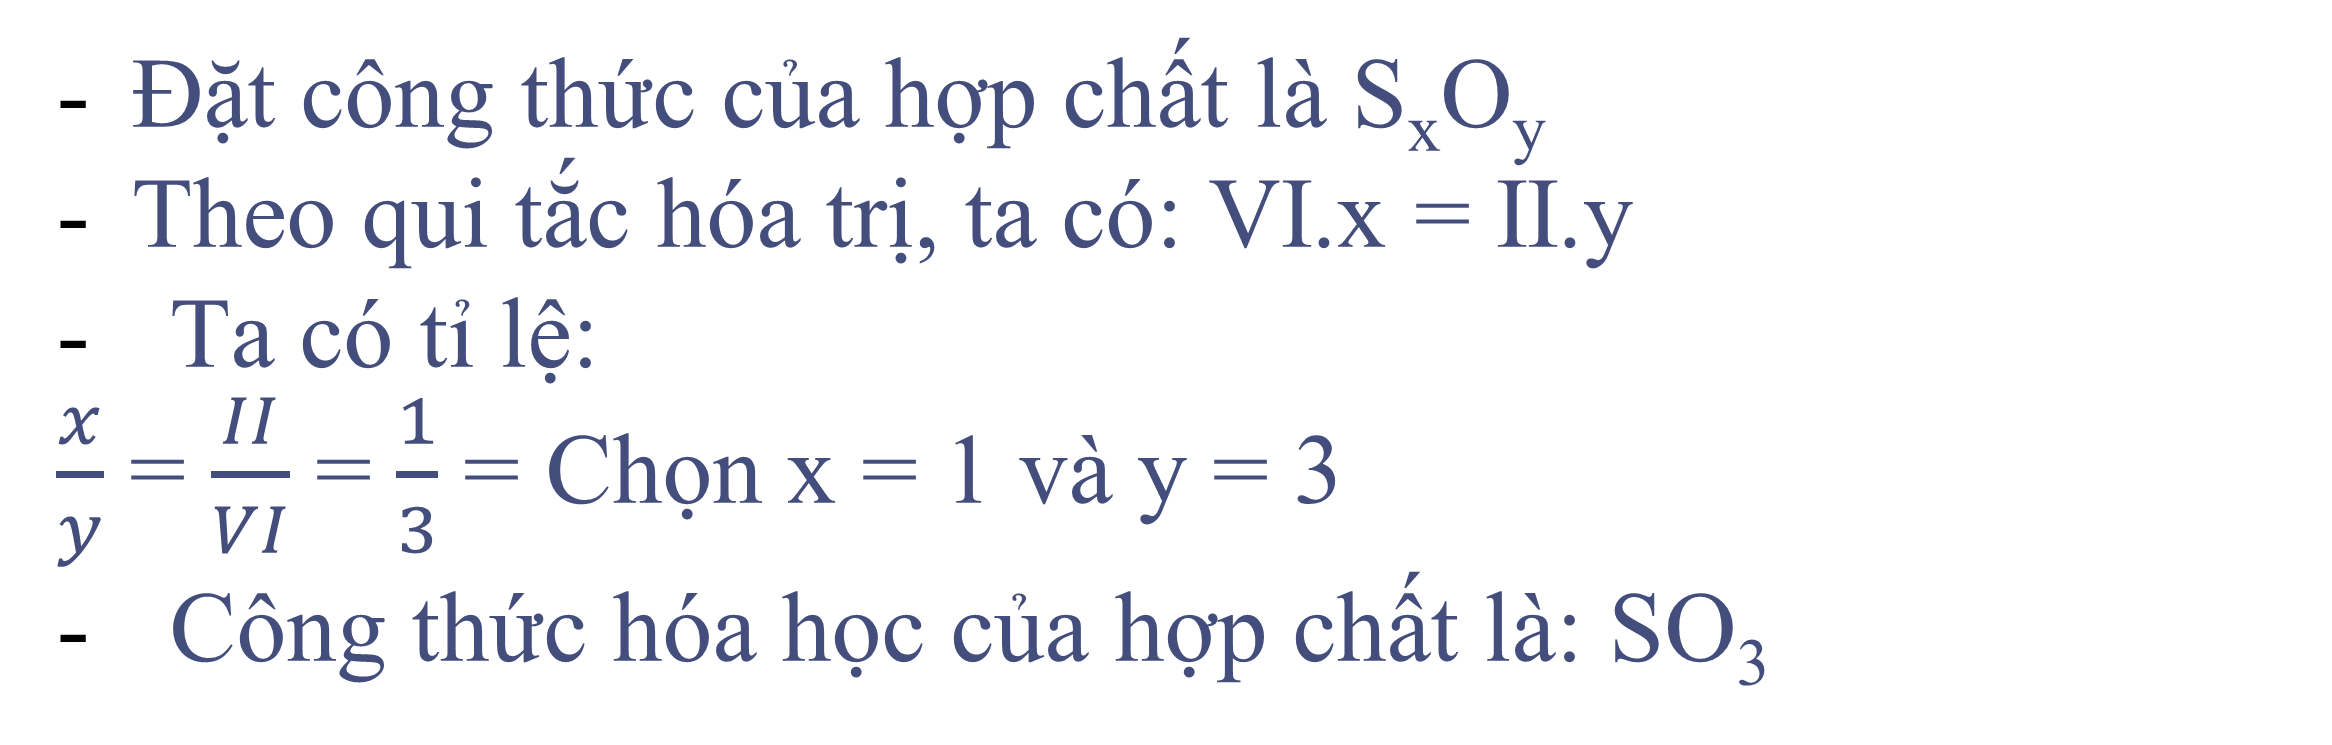 - Đặt công thức của hợp chất là SₓOᵧ
- Theo qui tắc hóa trị, ta có: VI.x = II.y
- Ta có tỉ lệ:
x/y = II/VI = 1/3 = Chọn x = 1 và y = 3
- Công thức hóa học của hợp chất là: SO₃